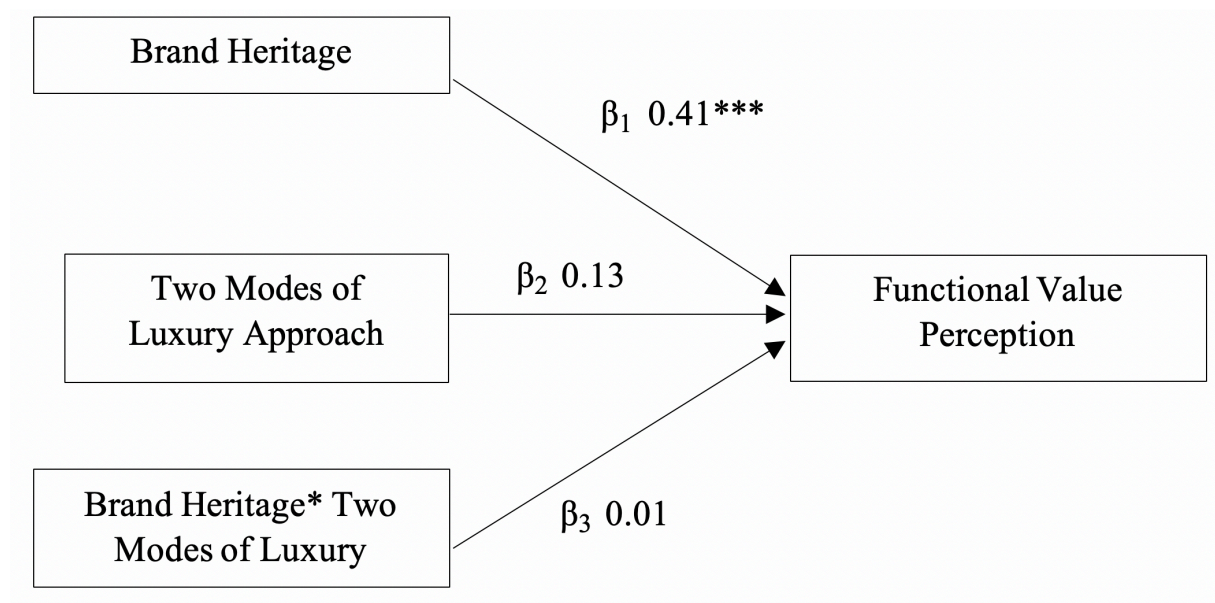 Brand Heritage
β₁ 0.41***
Two Modes of
Luxury Approach
β₂ 0.13
Functional Value
Perception
Brand Heritage* Two
Modes of Luxury
β₃ 0.01